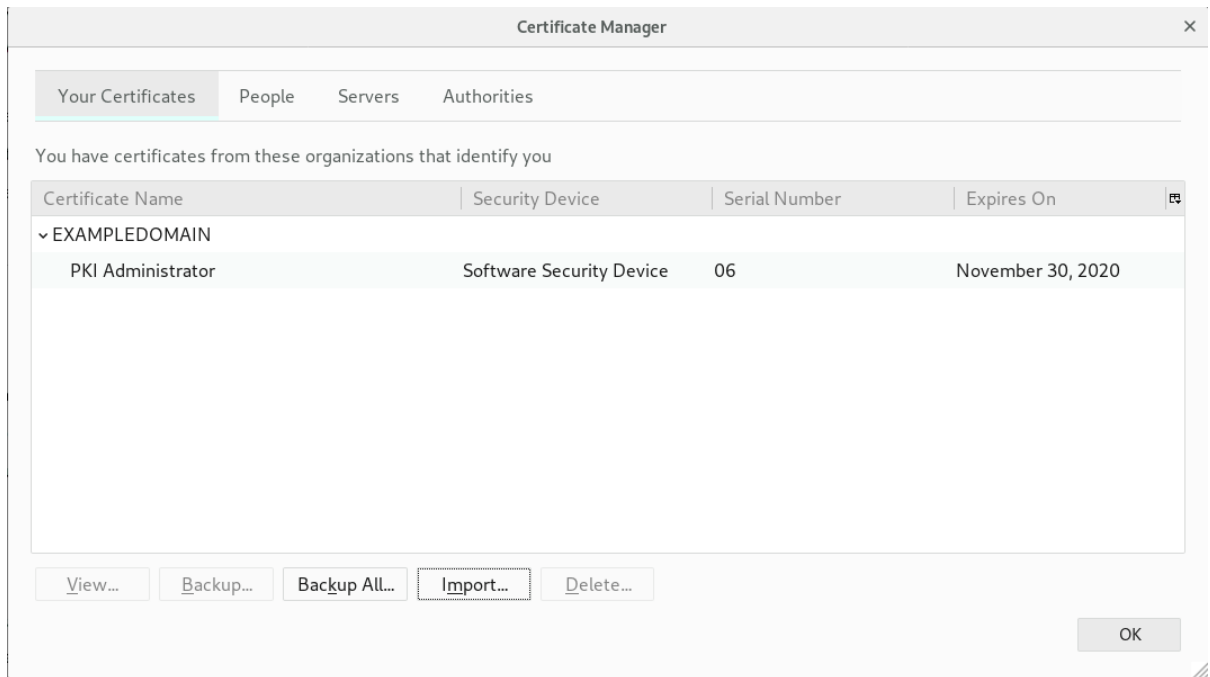 Certificate Manager
Your Certificates People Servers Authorities
You have certificates from these organizations that identify you
Certificate Name Security Device Serial Number Expires On
EXAMPLEDOMAIN
PKI Administrator Software Security Device 06 November 30, 2020
View... Backup... Backup All... Import... Delete...
OK